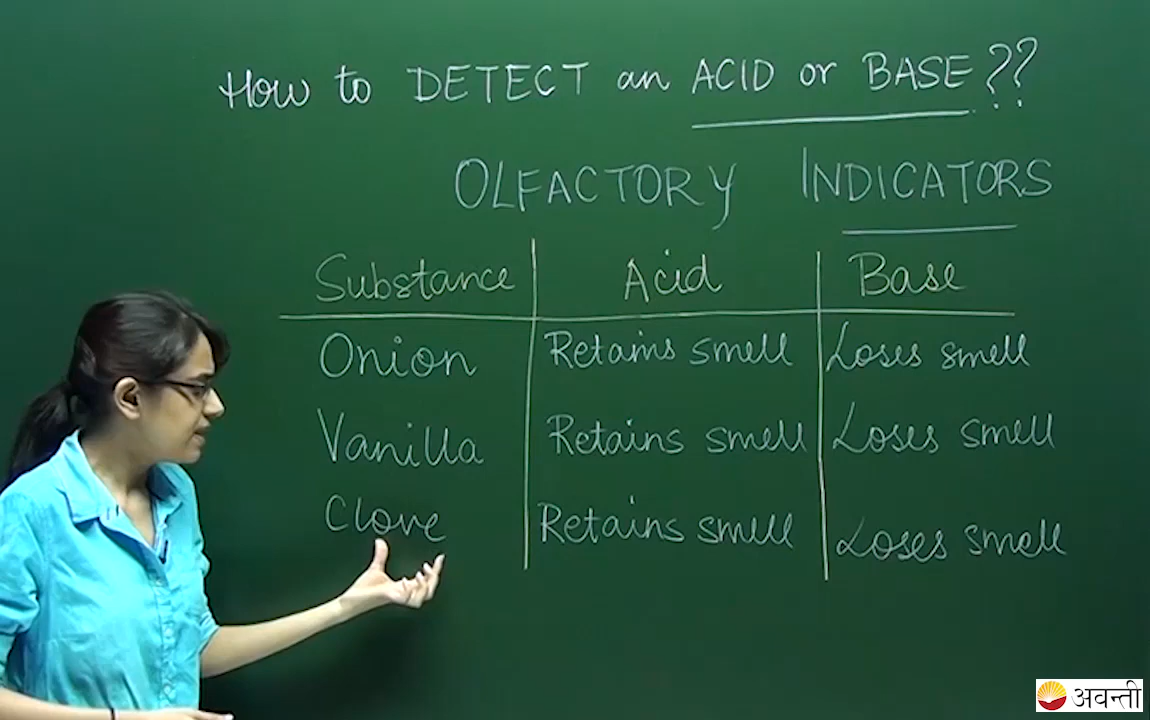 How to DETECT an ACID or BASE??
OLFACTORY INDICATORS
Substance Acid Base
Onion Retains smell Loses smell
Vanilla Retains smell Loses smell
Clove Retains smell Loses smell
अवन्ती